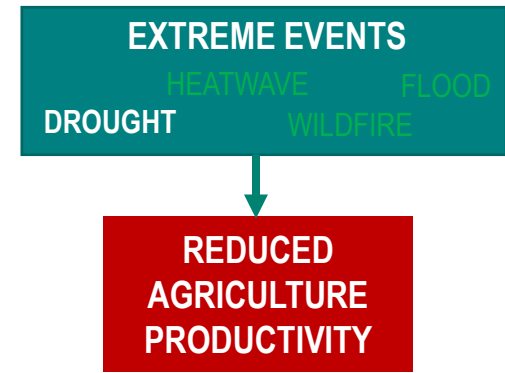 EXTREME EVENTS
HEATWAVE FLOOD
DROUGHT WILDFIRE
REDUCED
AGRICULTURE
PRODUCTIVITY